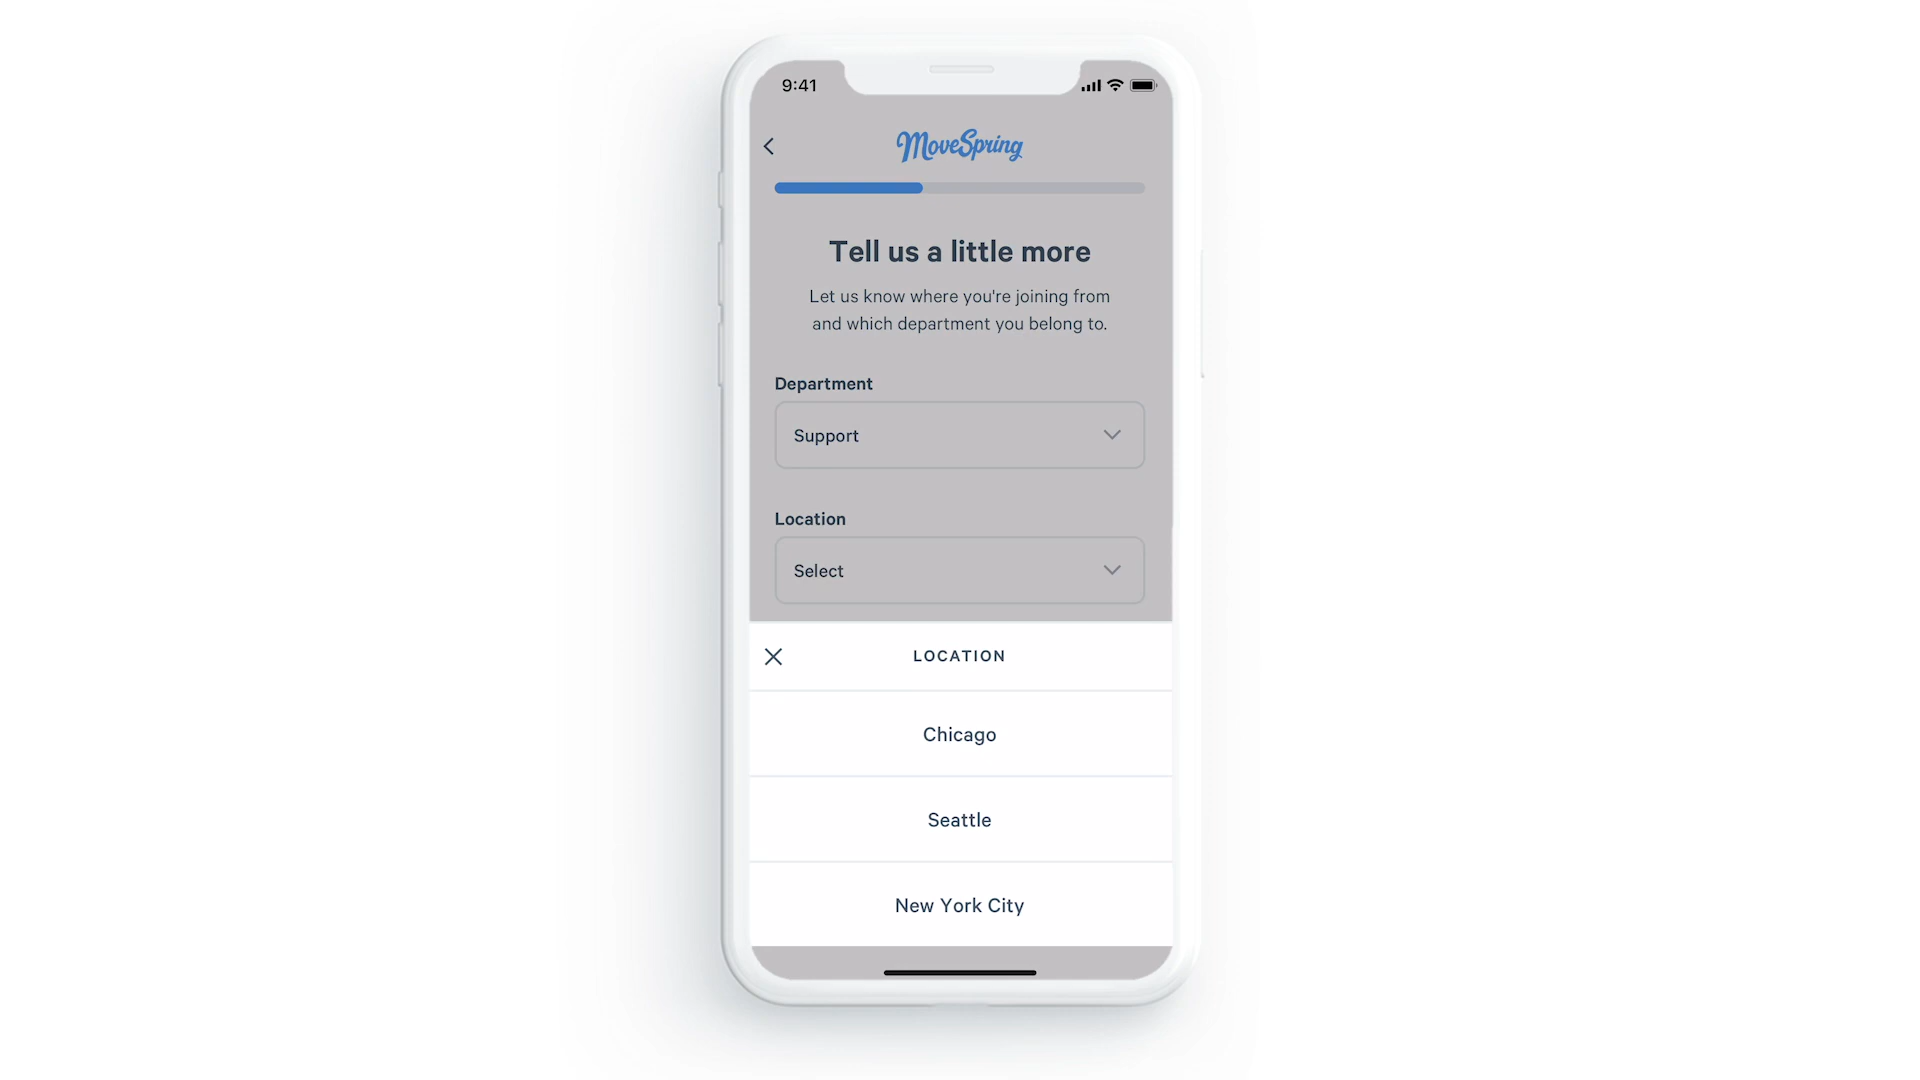 9:41
MoveSpring
Tell us a little more
Let us know where you're joining from
and which department you belong to.
Department
Support
Location
Select
LOCATION
Chicago
Seattle
New York City